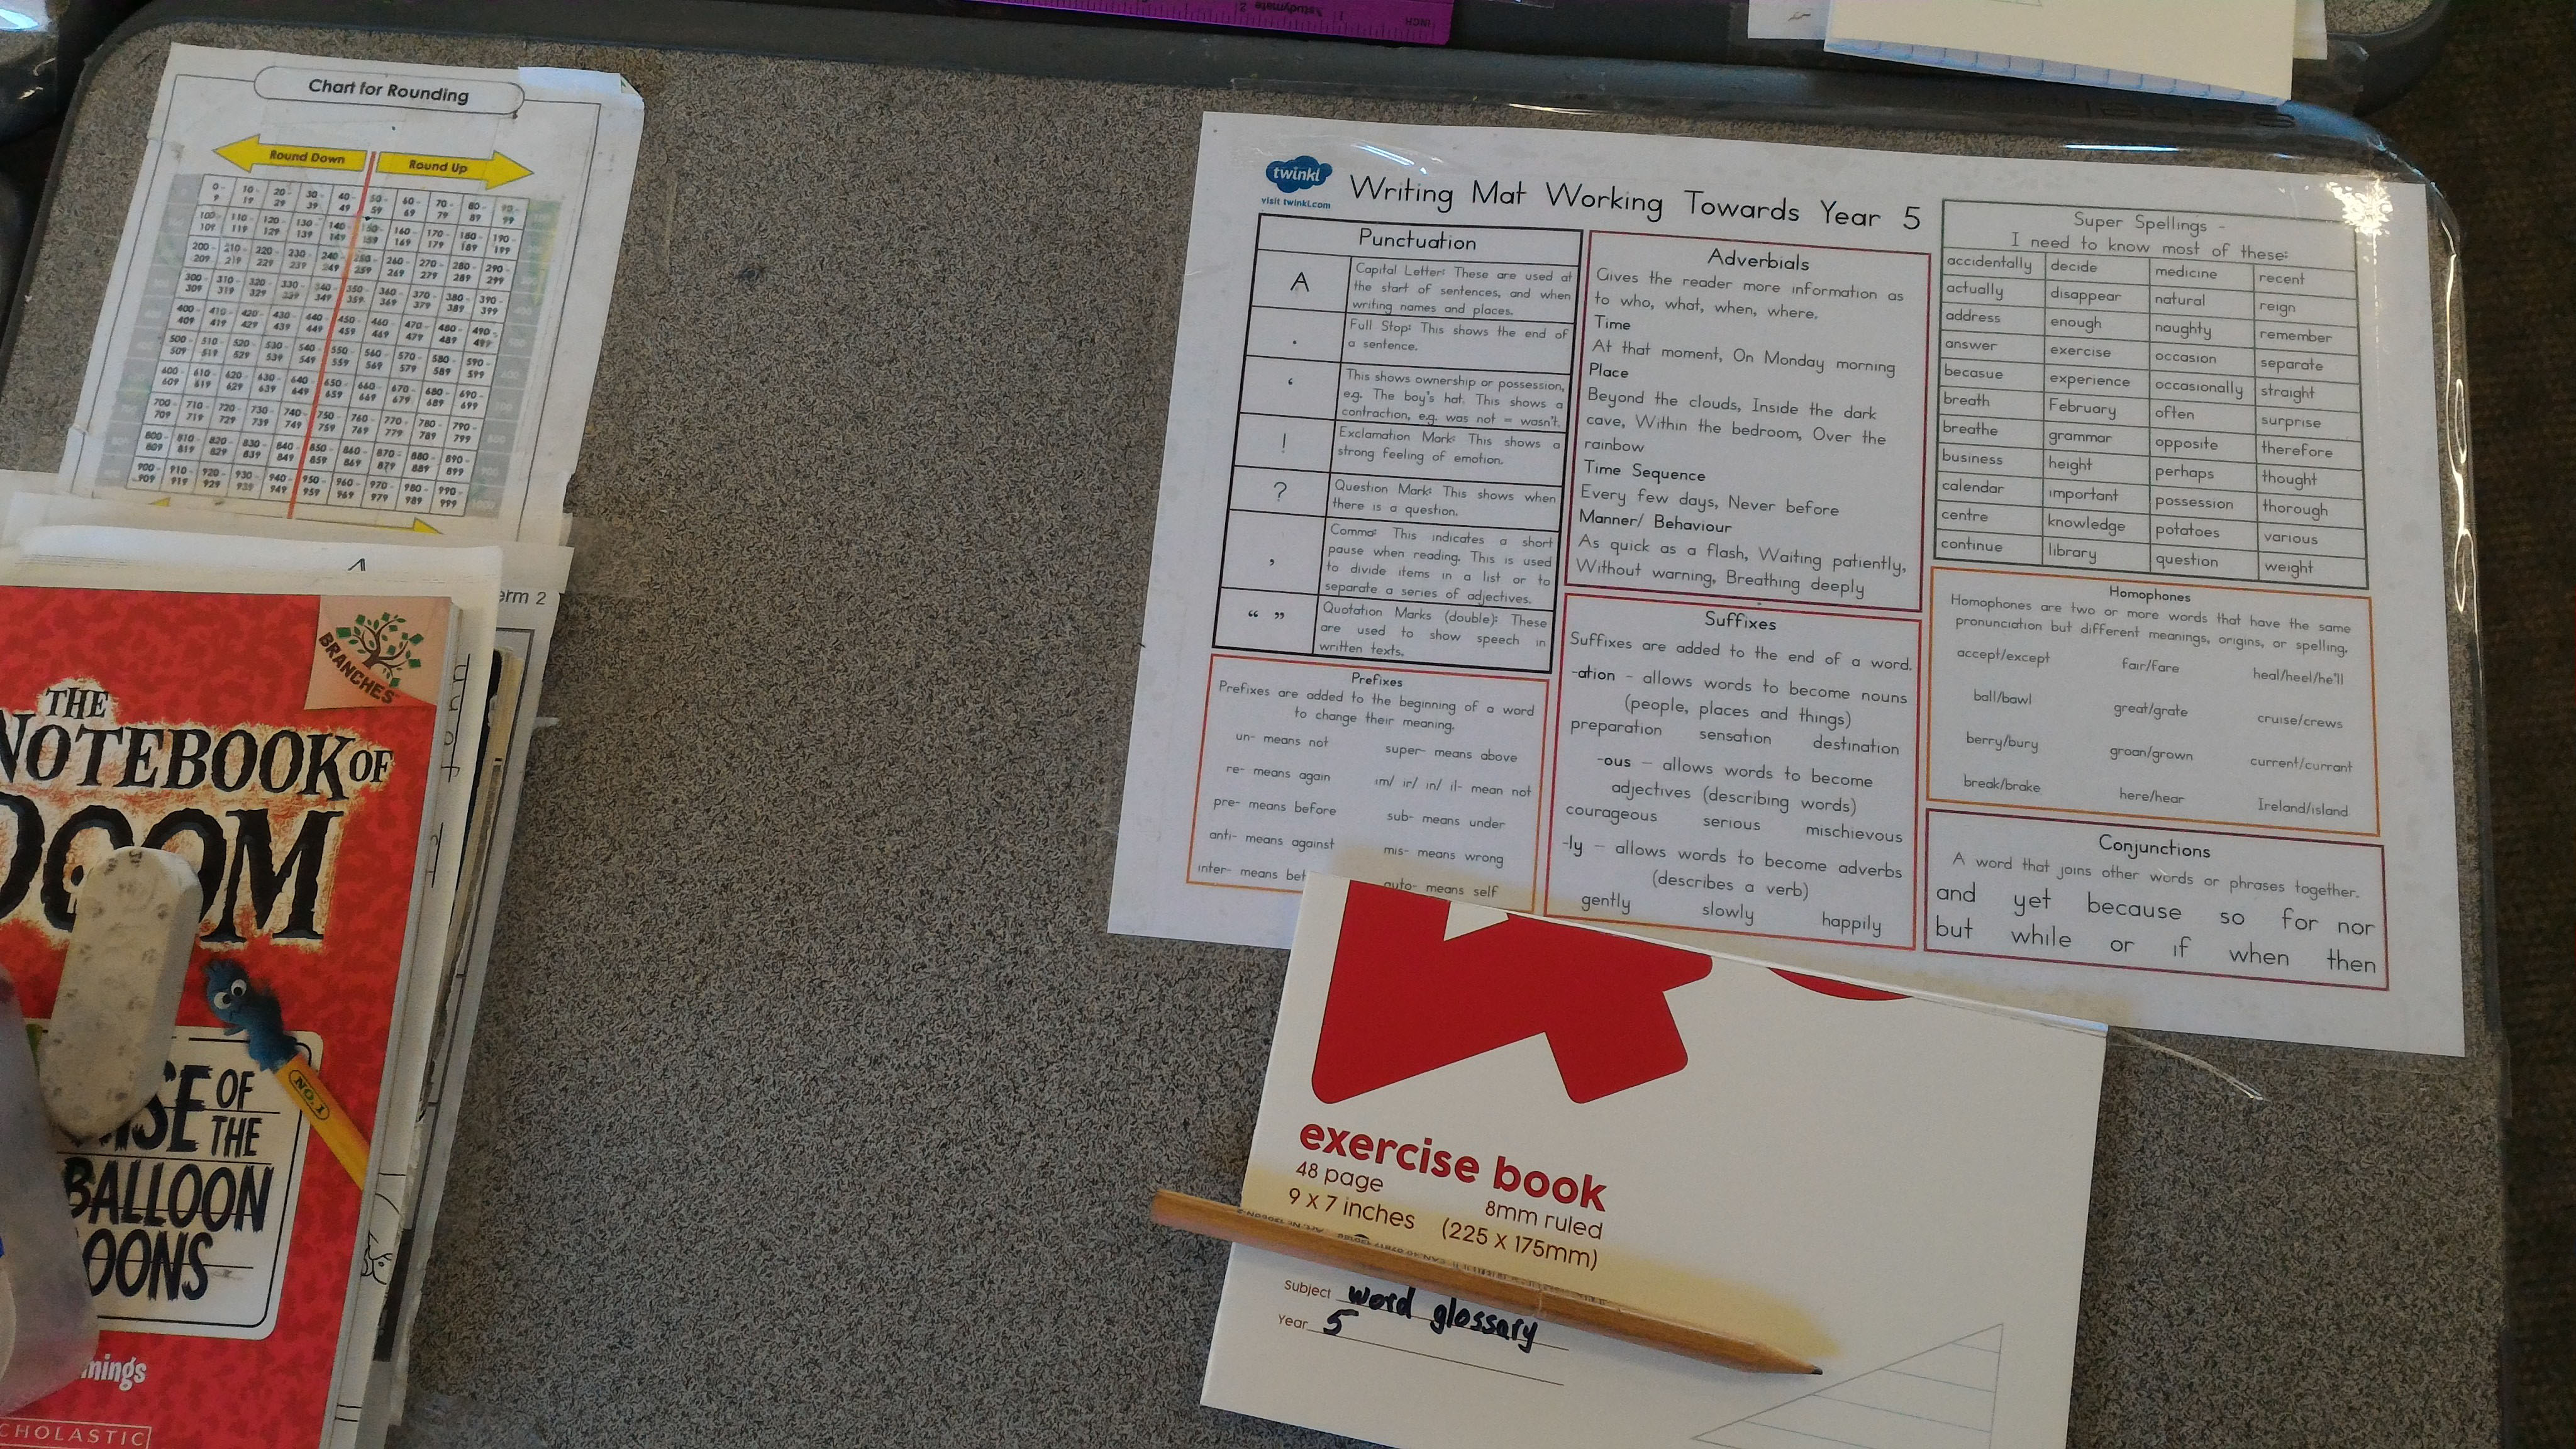 INCH
1
studymate
2
Chart for Rounding
Round Down
Round Up
0- 10- 20- 30- 40- 50- 60- 70- 80- 90-
9 19 29 39 49 59 69 79 89 99
100- 110- 120- 130- 140- 150- 160- 170- 180- 190-
109 119 129 139 149 159 169 179 189 199
200- 210- 220- 230- 240- 250- 260- 270- 280- 290-
209 219 229 239 249 259 269 279 289 299
300- 310- 320- 330- 340- 350- 360- 370- 380- 390-
309 319 329 339 349 359 369 379 389 399
400- 410- 420- 430- 440- 450- 460- 470- 480- 490-
409 419 429 439 449 459 469 479 489 499
500- 510- 520- 530- 540- 550- 560- 570- 580- 590-
509 519 529 539 549 559 569 579 589 599
600- 610- 620- 630- 640- 650- 660- 670- 680- 690-
609 619 629 639 649 659 669 679 689 699
700- 710- 720- 730- 740- 750- 760- 770- 780- 790-
709 719 729 739 749 759 769 779 789 799
800- 810- 820- 830- 840- 850- 860- 870- 880- 890-
809 819 829 839 849 859 869 879 889 899
900- 910- 920- 930- 940- 950- 960- 970- 980- 990-
909 919 929 939 949 959 969 979 989 999
erm 2
BRANCHES
THE
NOTEBOOK OF
DOOM
OF
THE
BALLOON
OONS
NO.1
mings
CHOLASTIC
twinkl
visit twinkl.com
Writing Mat Working Towards Year 5
Punctuation
A
Capital Letter: These are used at
the start of sentences, and when
writing names and places.
.
Full Stop: This shows the end of
a sentence.
‘
This shows ownership or possession,
e.g. The boy's hat. This shows a
contraction, e.g. was not = wasn't.
!
Exclamation Mark: This shows a
strong feeling of emotion.
?
Question Mark: This shows when
there is a question.
,
Comma: This indicates a short
pause when reading. This is used
to divide items in a list or to
separate a series of adjectives.
“ ”
Quotation Marks (double): These
are used to show speech in
written texts.
Prefixes
Prefixes are added to the beginning of a word
to change their meaning.
un- means not super- means above
re- means again im/ ir/ in/ il- mean not
pre- means before sub- means under
anti- means against mis- means wrong
inter- means bet auto- means self
Adverbials
Gives the reader more information as
to who, what, when, where.
Time
At that moment, On Monday morning
Place
Beyond the clouds, Inside the dark
cave, Within the bedroom, Over the
rainbow
Time Sequence
Every few days, Never before
Manner/ Behaviour
As quick as a flash, Waiting patiently,
Without warning, Breathing deeply
Suffixes
Suffixes are added to the end of a word.
-ation - allows words to become nouns
(people, places and things)
preparation sensation destination
-ous - allows words to become
adjectives (describing words)
courageous serious mischievous
-ly - allows words to become adverbs
(describes a verb)
gently slowly happily
Super Spellings -
I need to know most of these:
accidentally decide medicine recent
actually disappear natural reign
address enough naughty remember
answer exercise occasion separate
becasue experience occasionally straight
breath February often surprise
breathe grammar opposite therefore
business height perhaps thought
calendar important possession thorough
centre knowledge potatoes various
continue library question weight
Homophones
Homophones are two or more words that have the same
pronunciation but different meanings, origins, or spelling.
accept/except fair/fare heal/heel/he'll
ball/bawl great/grate cruise/crews
berry/bury groan/grown current/currant
break/brake here/hear Ireland/island
Conjunctions
A word that joins other words or phrases together.
and yet because so for nor
but while or if when then
exercise book
48 page 8mm ruled
9 x 7 inches (225 x 175mm)
Subject word glossary
Year 5